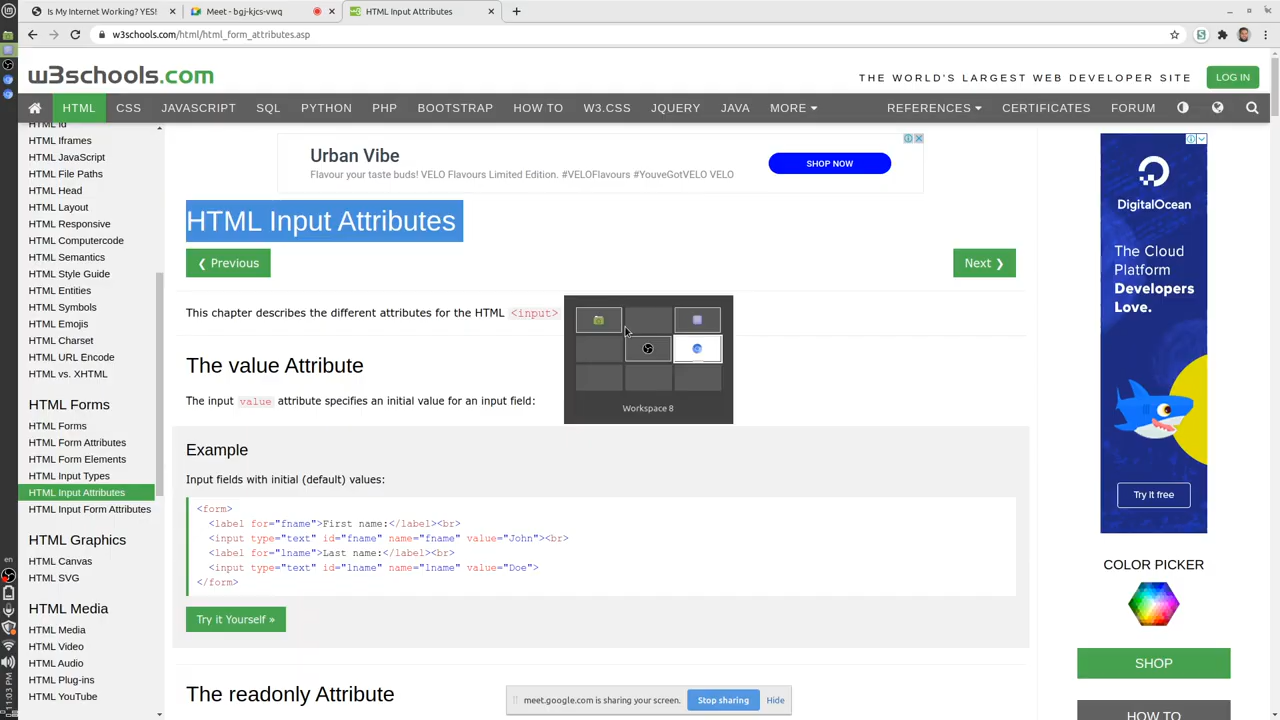 Is My Internet Working? YES!
Meet - bgj-kjcs-vwq
HTML Input Attributes
w3schools.com/html/html_form_attributes.asp
w3schools.com
THE WORLD'S LARGEST WEB DEVELOPER SITE
LOG IN
HTML
CSS
JAVASCRIPT
SQL
PYTHON
PHP
BOOTSTRAP
HOW TO
W3.CSS
JQUERY
JAVA
MORE
REFERENCES
CERTIFICATES
FORUM
HTML Id
HTML Iframes
HTML JavaScript
HTML File Paths
HTML Head
HTML Layout
HTML Responsive
HTML Computercode
HTML Semantics
HTML Style Guide
HTML Entities
HTML Symbols
HTML Emojis
HTML Charset
HTML URL Encode
HTML vs. XHTML
HTML Forms
HTML Forms
HTML Form Attributes
HTML Form Elements
HTML Input Types
HTML Input Attributes
HTML Input Form Attributes
HTML Graphics
HTML Canvas
HTML SVG
HTML Media
HTML Media
HTML Video
HTML Audio
HTML Plug-ins
HTML YouTube
Urban Vibe
Flavour your taste buds! VELO Flavours Limited Edition. #VELOFlavours #YouveGotVELO VELO
SHOP NOW
HTML Input Attributes
❮ Previous
Next ❯
This chapter describes the different attributes for the HTML <input>
Workspace 8
The value Attribute
The input value attribute specifies an initial value for an input field:
Example
Input fields with initial (default) values:
<form>
<label for="fname">First name:</label><br>
<input type="text" id="fname" name="fname" value="John"><br>
<label for="lname">Last name:</label><br>
<input type="text" id="lname" name="lname" value="Doe">
</form>
Try it Yourself »
The readonly Attribute
meet.google.com is sharing your screen.
Stop sharing
Hide
DigitalOcean
The Cloud
Platform
Developers
Love.
Try it free
COLOR PICKER
SHOP
HOW TO
en
11:03 PM